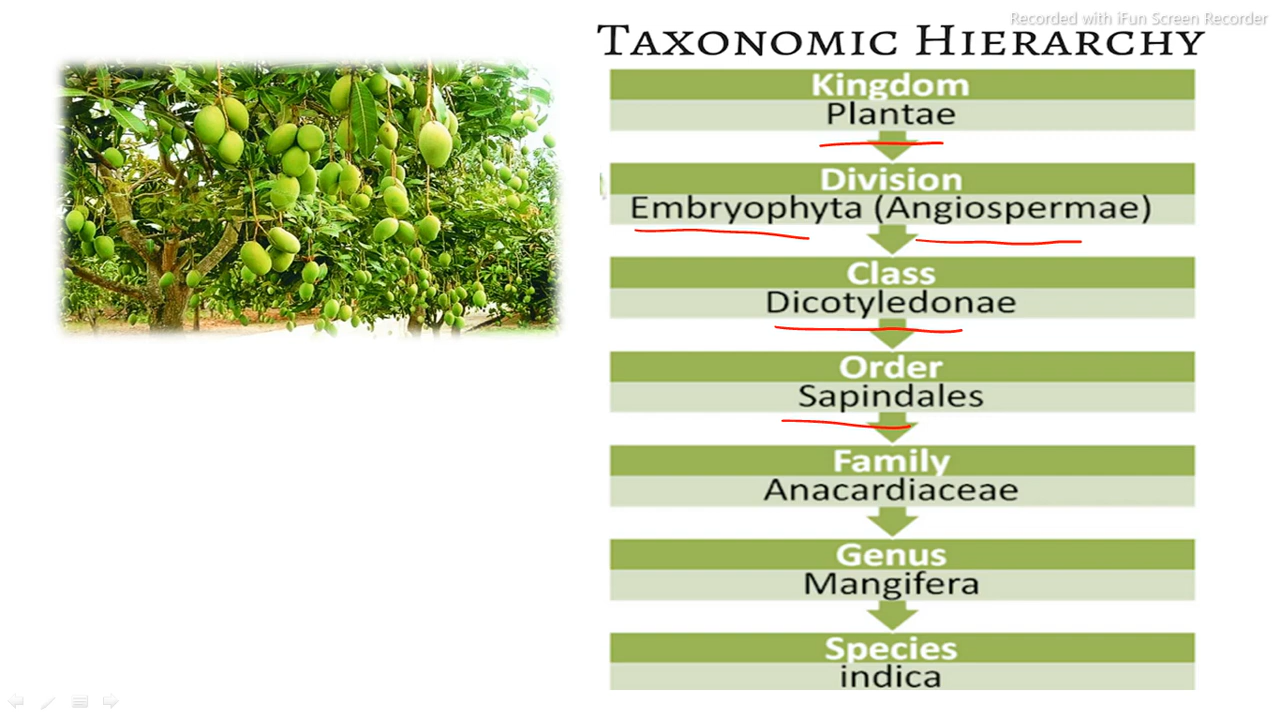 Recorded with iFun Screen Recorder
TAXONOMIC HIERARCHY
Kingdom
Plantae
Division
Embryophyta (Angiospermae)
Class
Dicotyledonae
Order
Sapindales
Family
Anacardiaceae
Genus
Mangifera
Species
indica